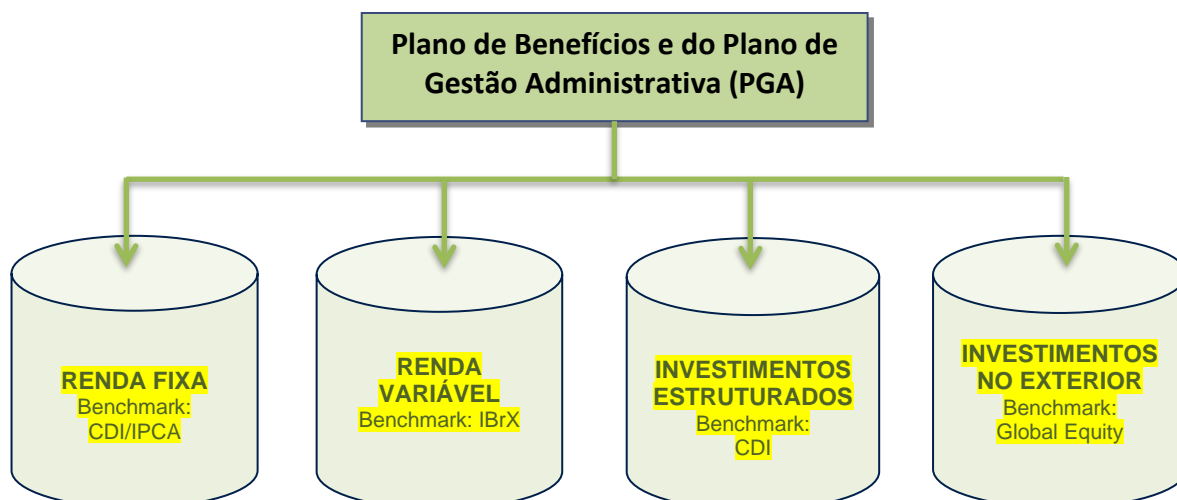 Plano de Benefícios e do Plano de
Gestão Administrativa (PGA)
RENDA FIXA
Benchmark:
CDI/IPCA
RENDA
VARIÁVEL
Benchmark: IBrX
INVESTIMENTOS
ESTRUTURADOS
Benchmark:
CDI
INVESTIMENTOS
NO EXTERIOR
Benchmark:
Global Equity